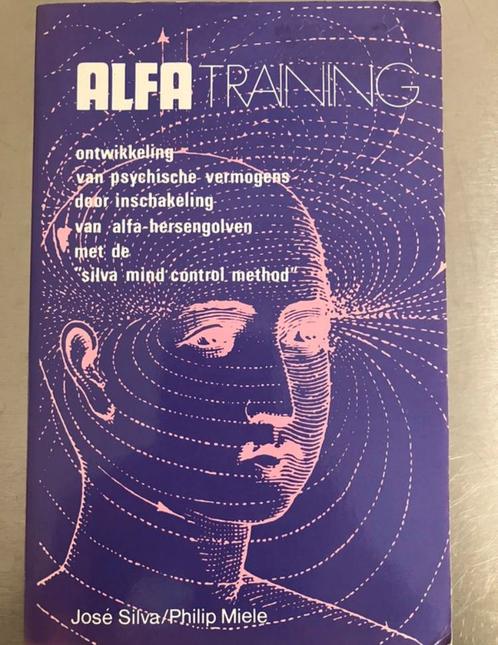 ALFA TRAINING
ontwikkeling
van psychische vermogens
door inschakeling
van alfa-hersengolven
met de
"silva mind control method"
José Silva/Philip Miele